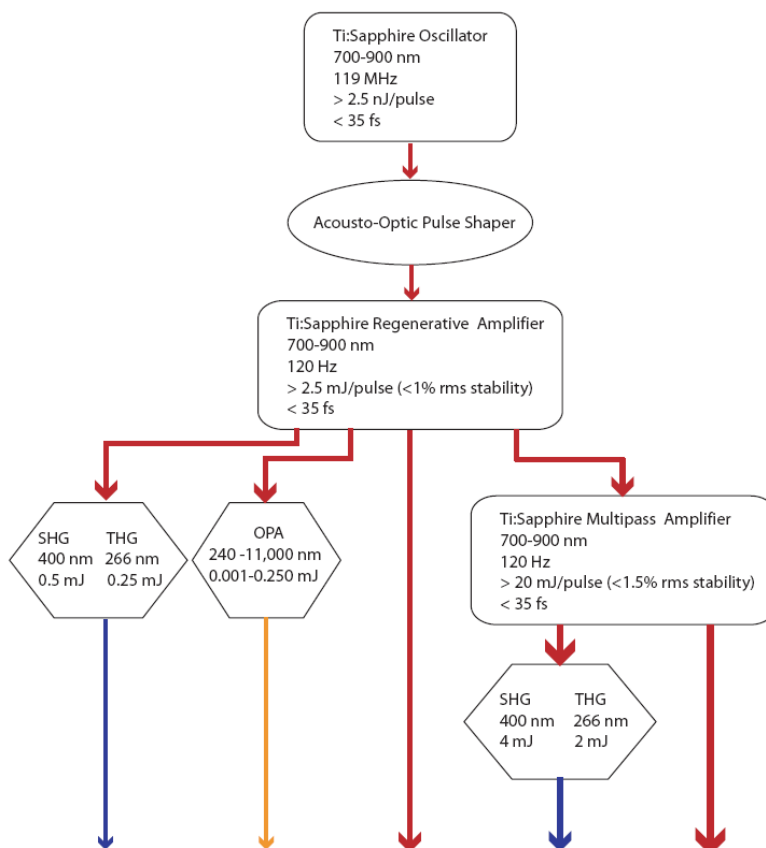 Ti:Sapphire Oscillator
700-900 nm
119 MHz
> 2.5 nJ/pulse
< 35 fs
Acousto-Optic Pulse Shaper
Ti:Sapphire Regenerative Amplifier
700-900 nm
120 Hz
> 2.5 mJ/pulse (<1% rms stability)
< 35 fs
SHG THG
400 nm 266 nm
0.5 mJ 0.25 mJ
OPA
240 -11,000 nm
0.001-0.250 mJ
Ti:Sapphire Multipass Amplifier
700-900 nm
120 Hz
> 20 mJ/pulse (<1.5% rms stability)
< 35 fs
SHG THG
400 nm 266 nm
4 mJ 2 mJ